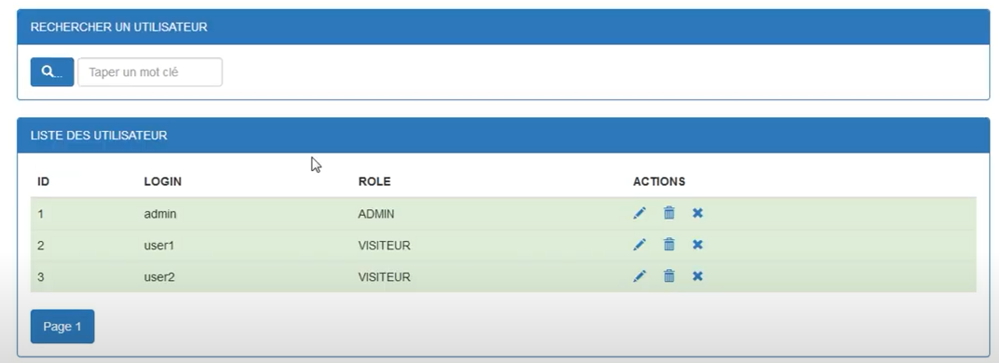 RECHERCHER UN UTILISATEUR
... Taper un mot clé
LISTE DES UTILISATEUR
ID LOGIN ROLE ACTIONS
1 admin ADMIN
2 user1 VISITEUR
3 user2 VISITEUR
Page 1